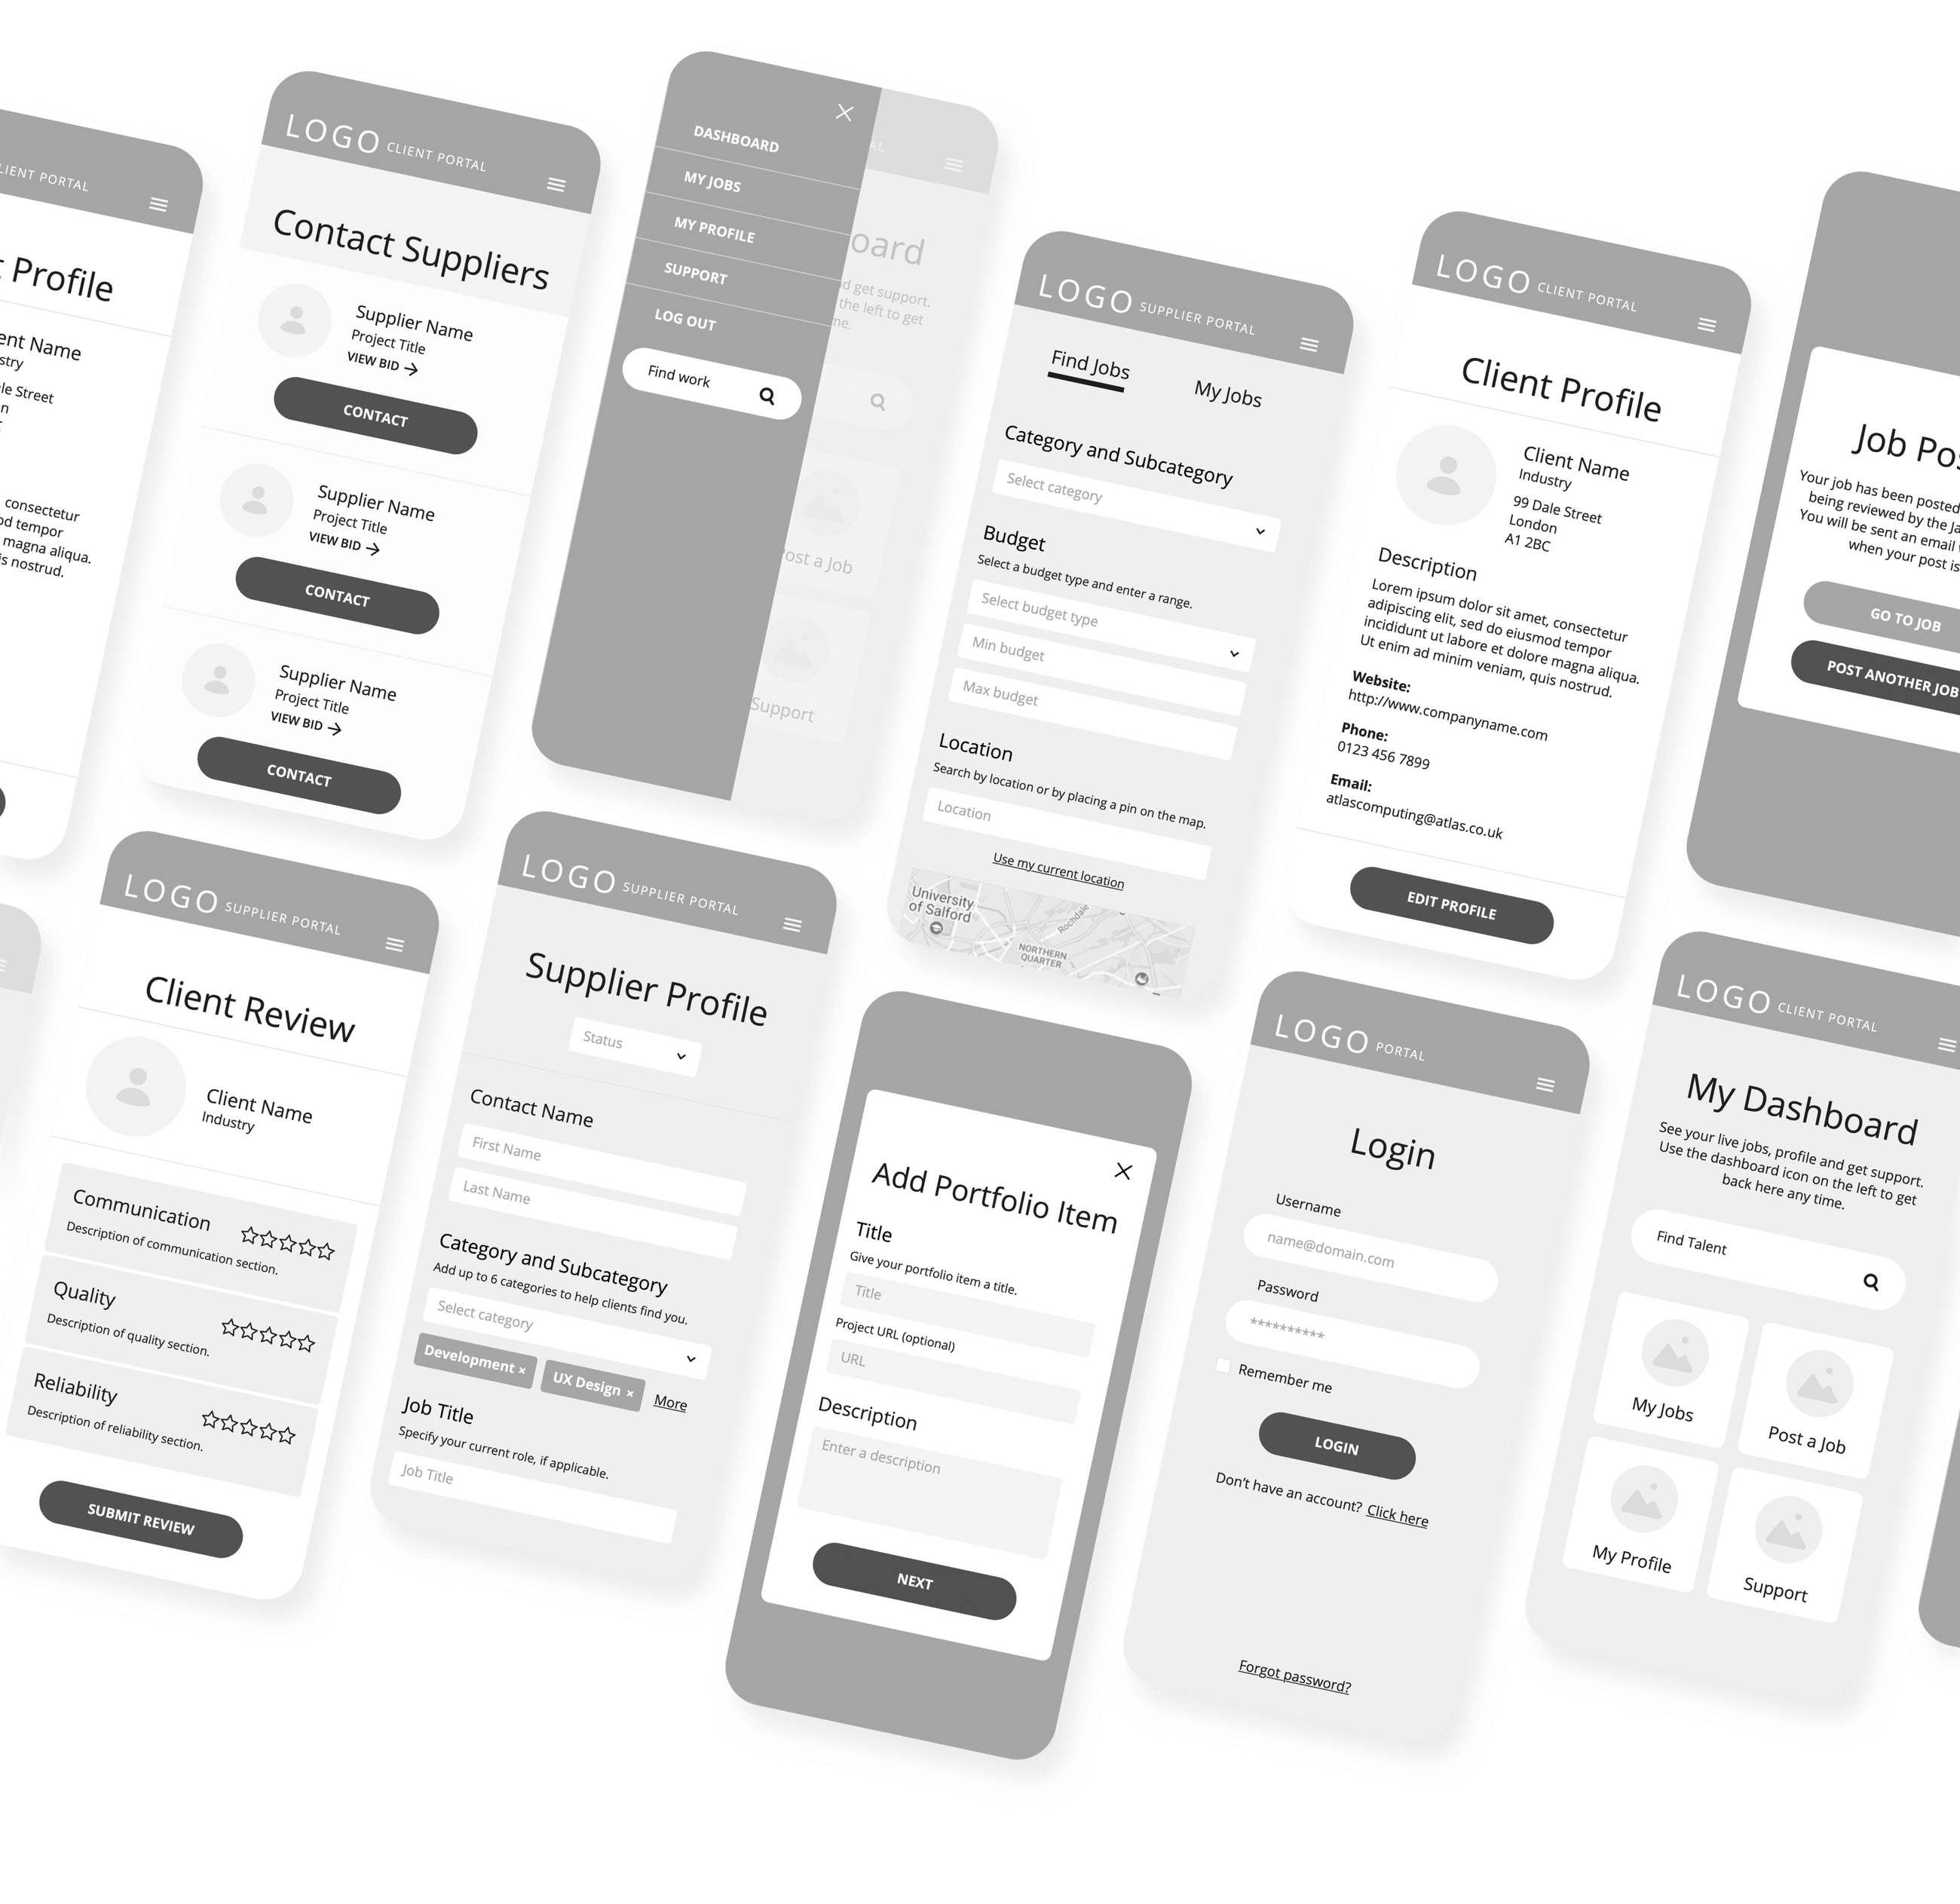 LIENT PORTAL
Profile
ent Name
stry
le Street
n
consectetur
od tempor
magna aliqua.
is nostrud.
LOGO CLIENT PORTAL
Contact Suppliers
Supplier Name
Project Title
VIEW BID
CONTACT
Supplier Name
Project Title
VIEW BID
CONTACT
Supplier Name
Project Title
VIEW BID
CONTACT
DASHBOARD
MY JOBS
MY PROFILE
SUPPORT
LOG OUT
Find work
AL
oard
d get support.
the left to get
me.
ost a Job
Support
LOGO SUPPLIER PORTAL
Find Jobs
My Jobs
Category and Subcategory
Select category
Budget
Select a budget type and enter a range.
Select budget type
Min budget
Max budget
Location
Search by location or by placing a pin on the map.
Location
Use my current location
University
of Salford
Rochdale
NORTHERN
QUARTER
LOGO CLIENT PORTAL
Client Profile
Client Name
Industry
99 Dale Street
London
A1 2BC
Description
Lorem ipsum dolor sit amet, consectetur
adipiscing elit, sed do eiusmod tempor
incididunt ut labore et dolore magna aliqua.
Ut enim ad minim veniam, quis nostrud.
Website:
http://www.companyname.com
Phone:
0123 456 7899
Email:
atlascomputing@atlas.co.uk
EDIT PROFILE
Job Pos
Your job has been posted
being reviewed by the Ja
You will be sent an email
when your post is
GO TO JOB
POST ANOTHER JOB
LOGO SUPPLIER PORTAL
Client Review
Client Name
Industry
Communication
Description of communication section.
Quality
Description of quality section.
Reliability
Description of reliability section.
SUBMIT REVIEW
LOGO SUPPLIER PORTAL
Supplier Profile
Status
Contact Name
First Name
Last Name
Category and Subcategory
Add up to 6 categories to help clients find you.
Select category
Development ×
UX Design ×
More
Job Title
Specify your current role, if applicable.
Job Title
Add Portfolio Item
Title
Give your portfolio item a title.
Title
Project URL (optional)
URL
Description
Enter a description
NEXT
LOGO PORTAL
Login
Username
name@domain.com
Password
**********
Remember me
LOGIN
Don't have an account? Click here
Forgot password?
LOGO CLIENT PORTAL
My Dashboard
See your live jobs, profile and get support.
Use the dashboard icon on the left to get
back here any time.
Find Talent
My Jobs
Post a Job
My Profile
Support